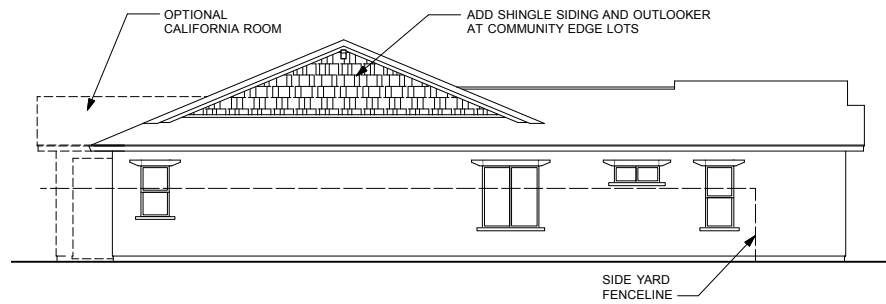 OPTIONAL
CALIFORNIA ROOM
ADD SHINGLE SIDING AND OUTLOOKER
AT COMMUNITY EDGE LOTS
SIDE YARD
FENCELINE